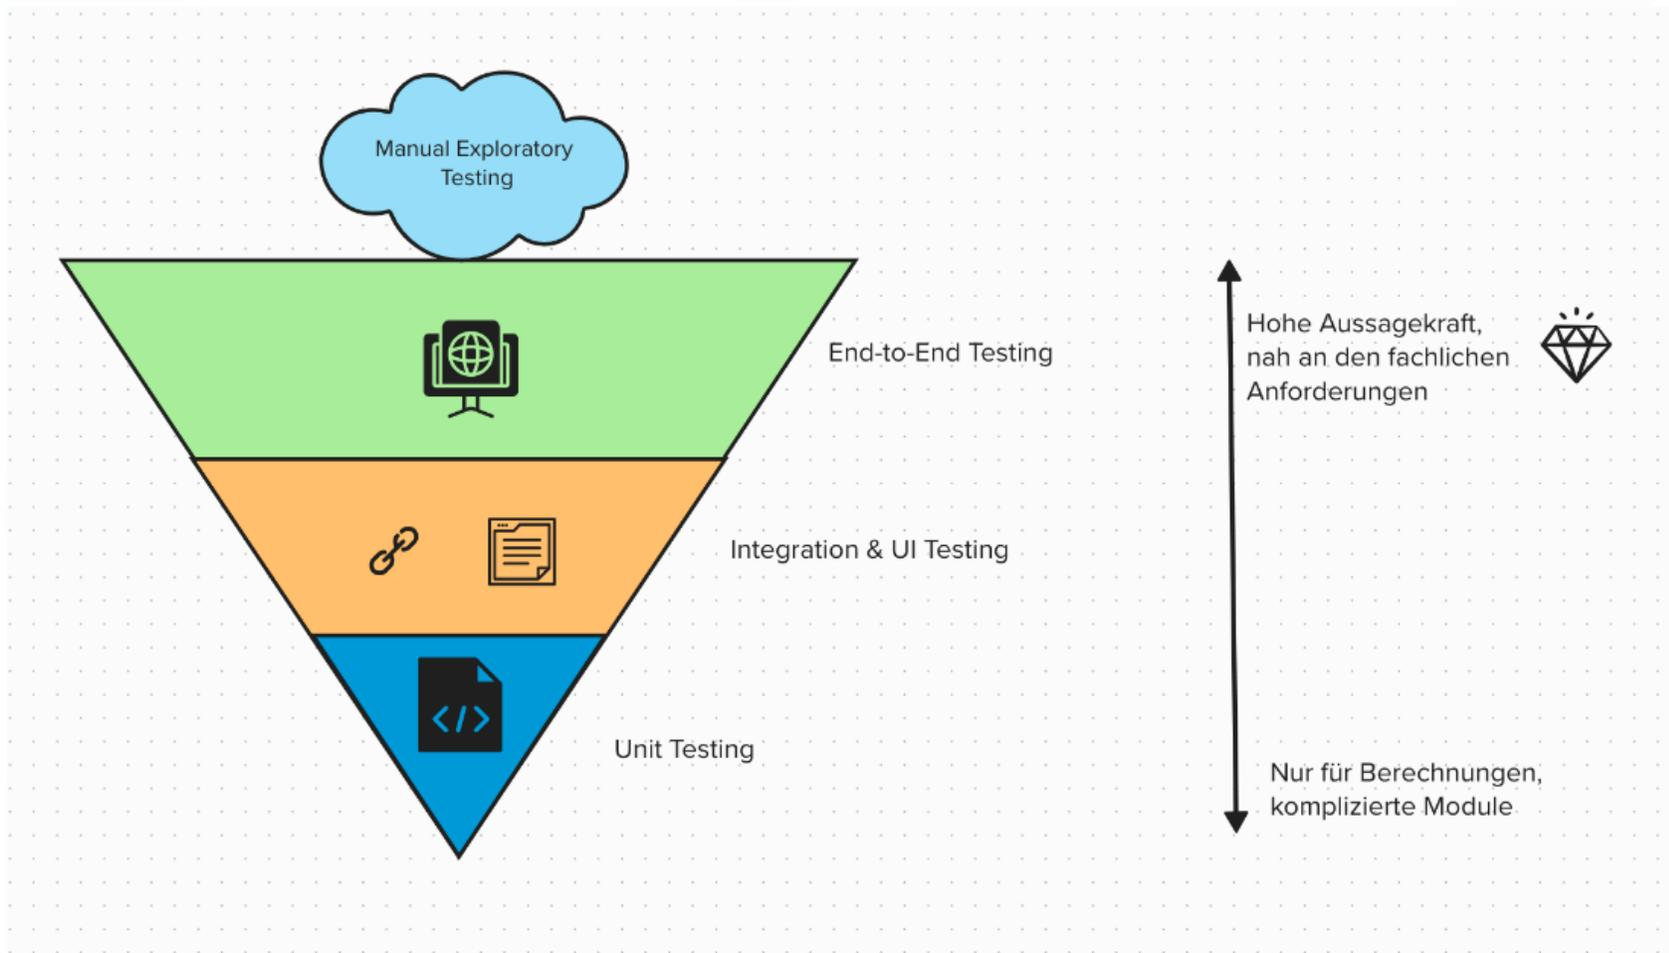 Manual Exploratory
Testing
End-to-End Testing
Hohe Aussagekraft,
nah an den fachlichen
Anforderungen
Integration & UI Testing
</>
Unit Testing
Nur für Berechnungen,
komplizierte Module